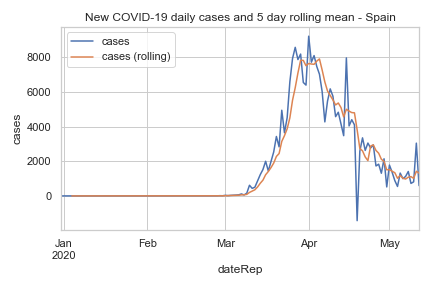 New COVID-19 daily cases and 5 day rolling mean - Spain
cases
cases (rolling)
8000
6000
4000
2000
0
cases
Jan
2020
Feb
Mar
Apr
May
dateRep